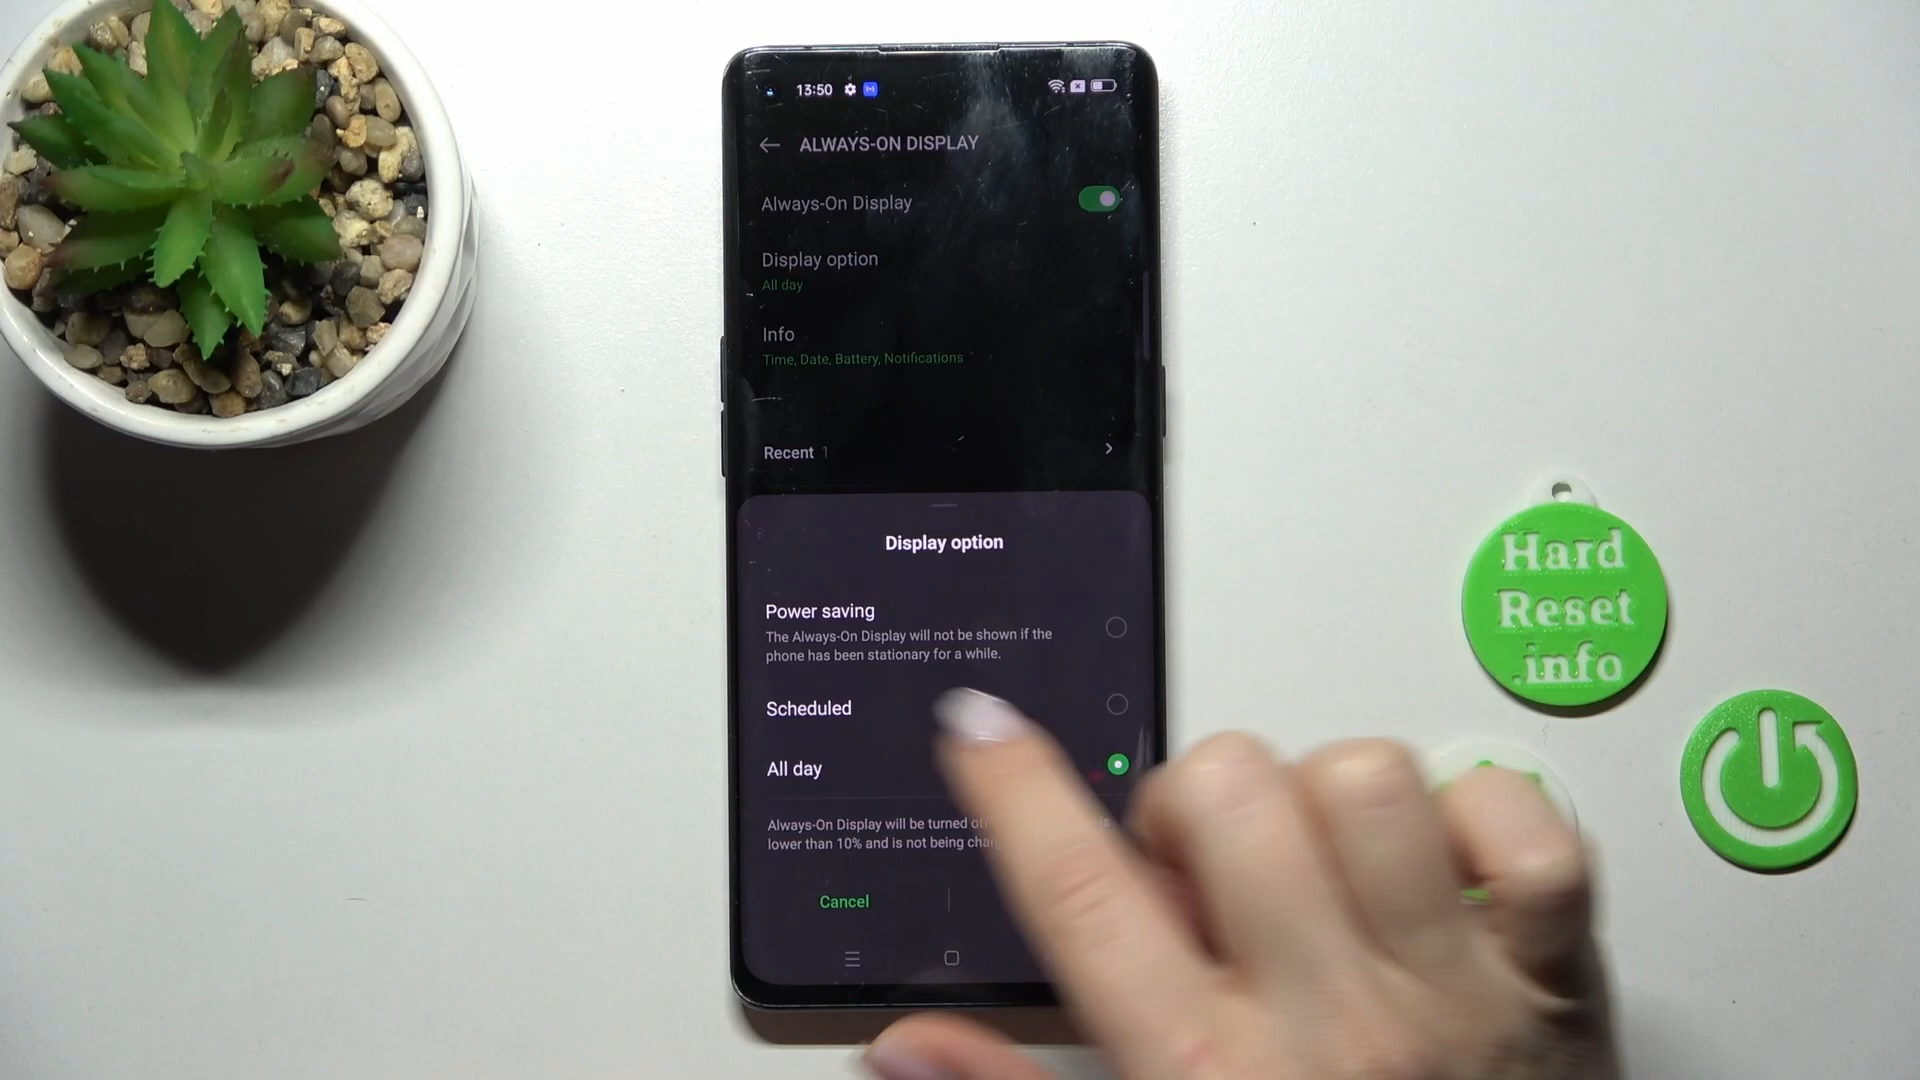 13:50
ALWAYS-ON DISPLAY
Always-On Display
Display option
All day
Info
Time, Date, Battery, Notifications
Recent 1
Display option
Power saving
The Always-On Display will not be shown if the
phone has been stationary for a while.
Scheduled
All day
Always-On Display will be turned
lower than 10% and is not being
Cancel
Hard
Reset
.info